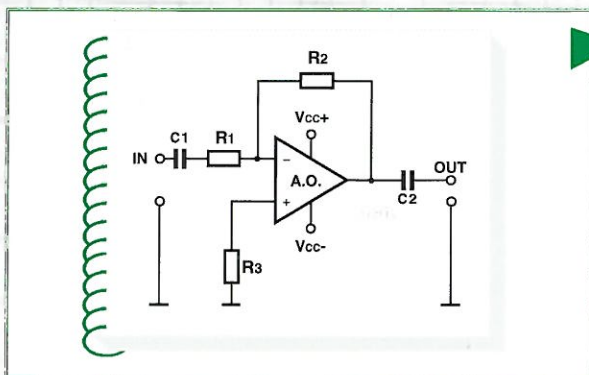 R2
Vcc+
C1
R1
IN
−
A.O.
OUT
+
C2
Vcc-
R3